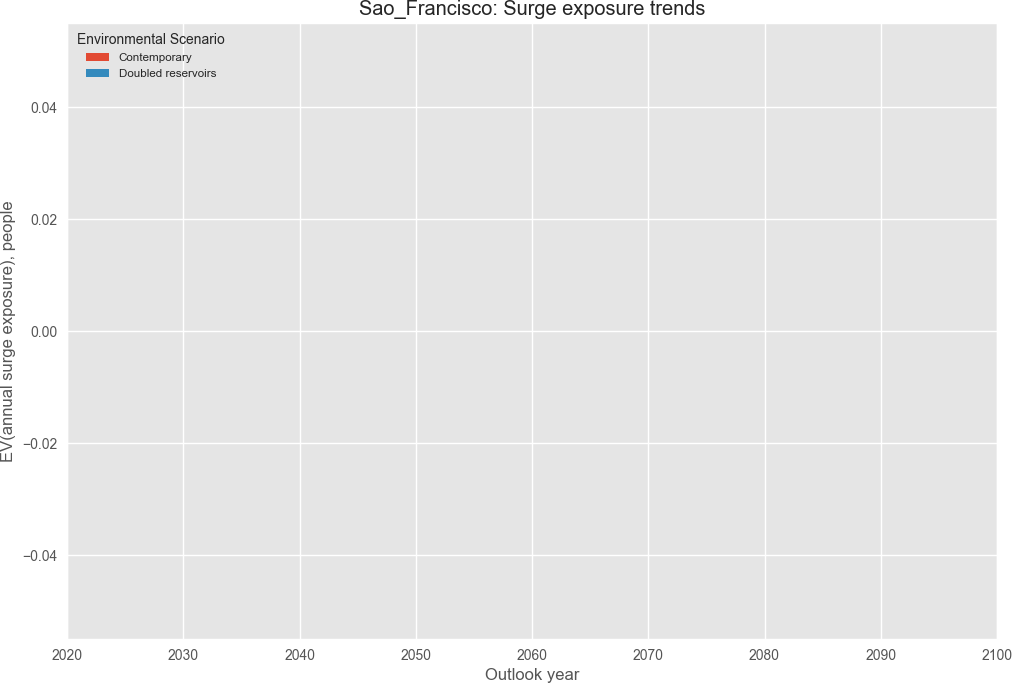 Sao_Francisco: Surge exposure trends
Environmental Scenario
Contemporary
Doubled reservoirs
EV(annual surge exposure), people
0.04
0.02
0.00
−0.02
−0.04
2020 2030 2040 2050 2060 2070 2080 2090 2100
Outlook year